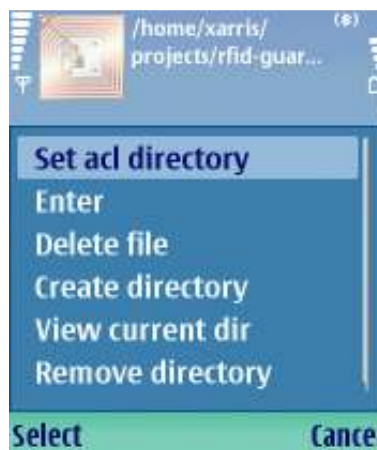 /home/xarris/
projects/rfid-guar...
Set acl directory
Enter
Delete file
Create directory
View current dir
Remove directory
Select Cance